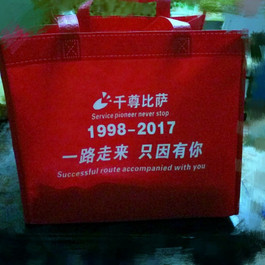 千尊比萨
Service pioneer never stop
1998-2017
一路走来 只因有你
Successful route accompanied with you